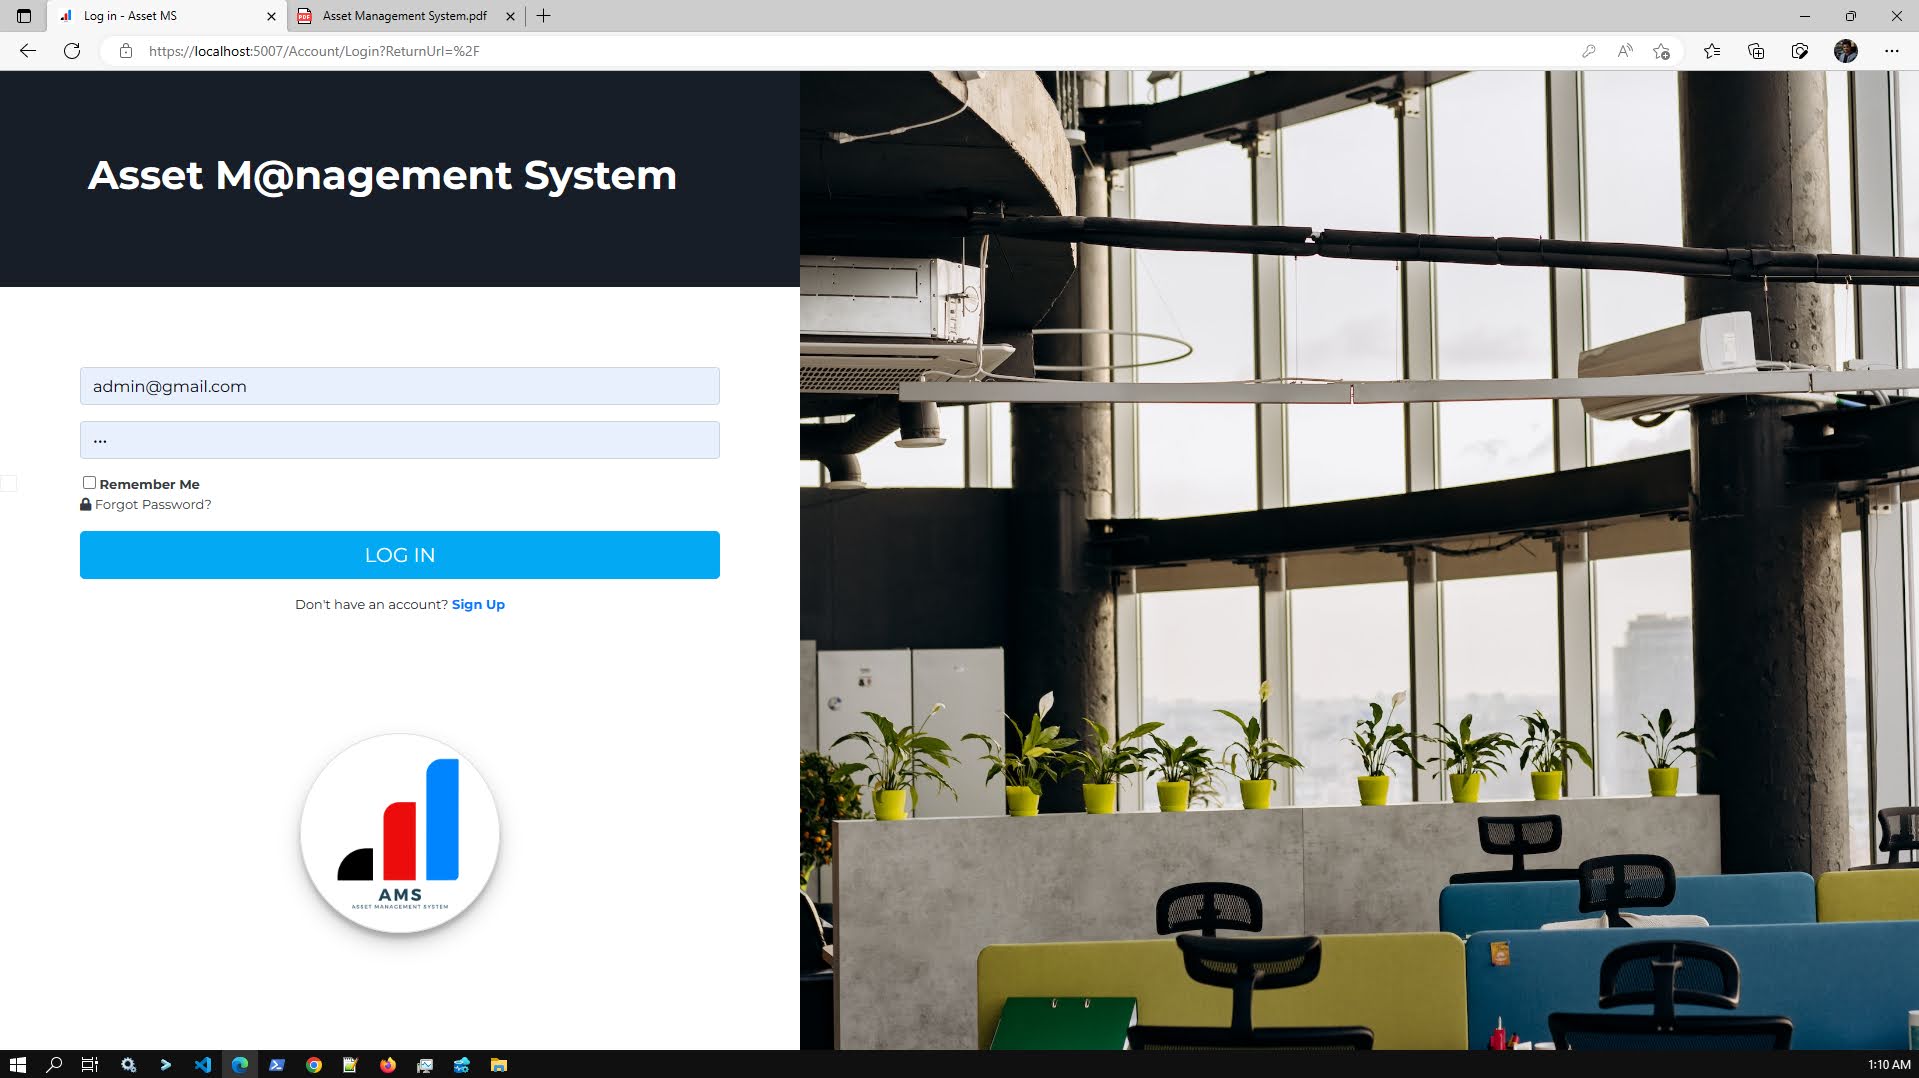 Log in - Asset MS
Asset Management System.pdf
https://localhost:5007/Account/Login?ReturnUrl=%2F
Asset M@nagement System
admin@gmail.com
Remember Me
Forgot Password?
LOG IN
Don't have an account? Sign Up
AMS
ASSET MANAGEMENT SYSTEM
1:10 AM